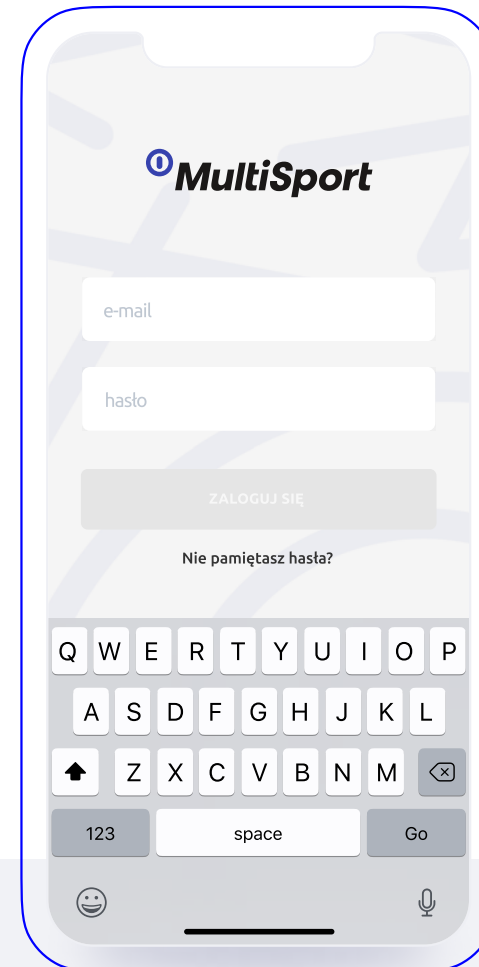 MultiSport
e-mail
hasło
ZALOGUJ SIĘ
Nie pamiętasz hasła?
Q W E R T Y U I O P
A S D F G H J K L
Z X C V B N M
123 space Go